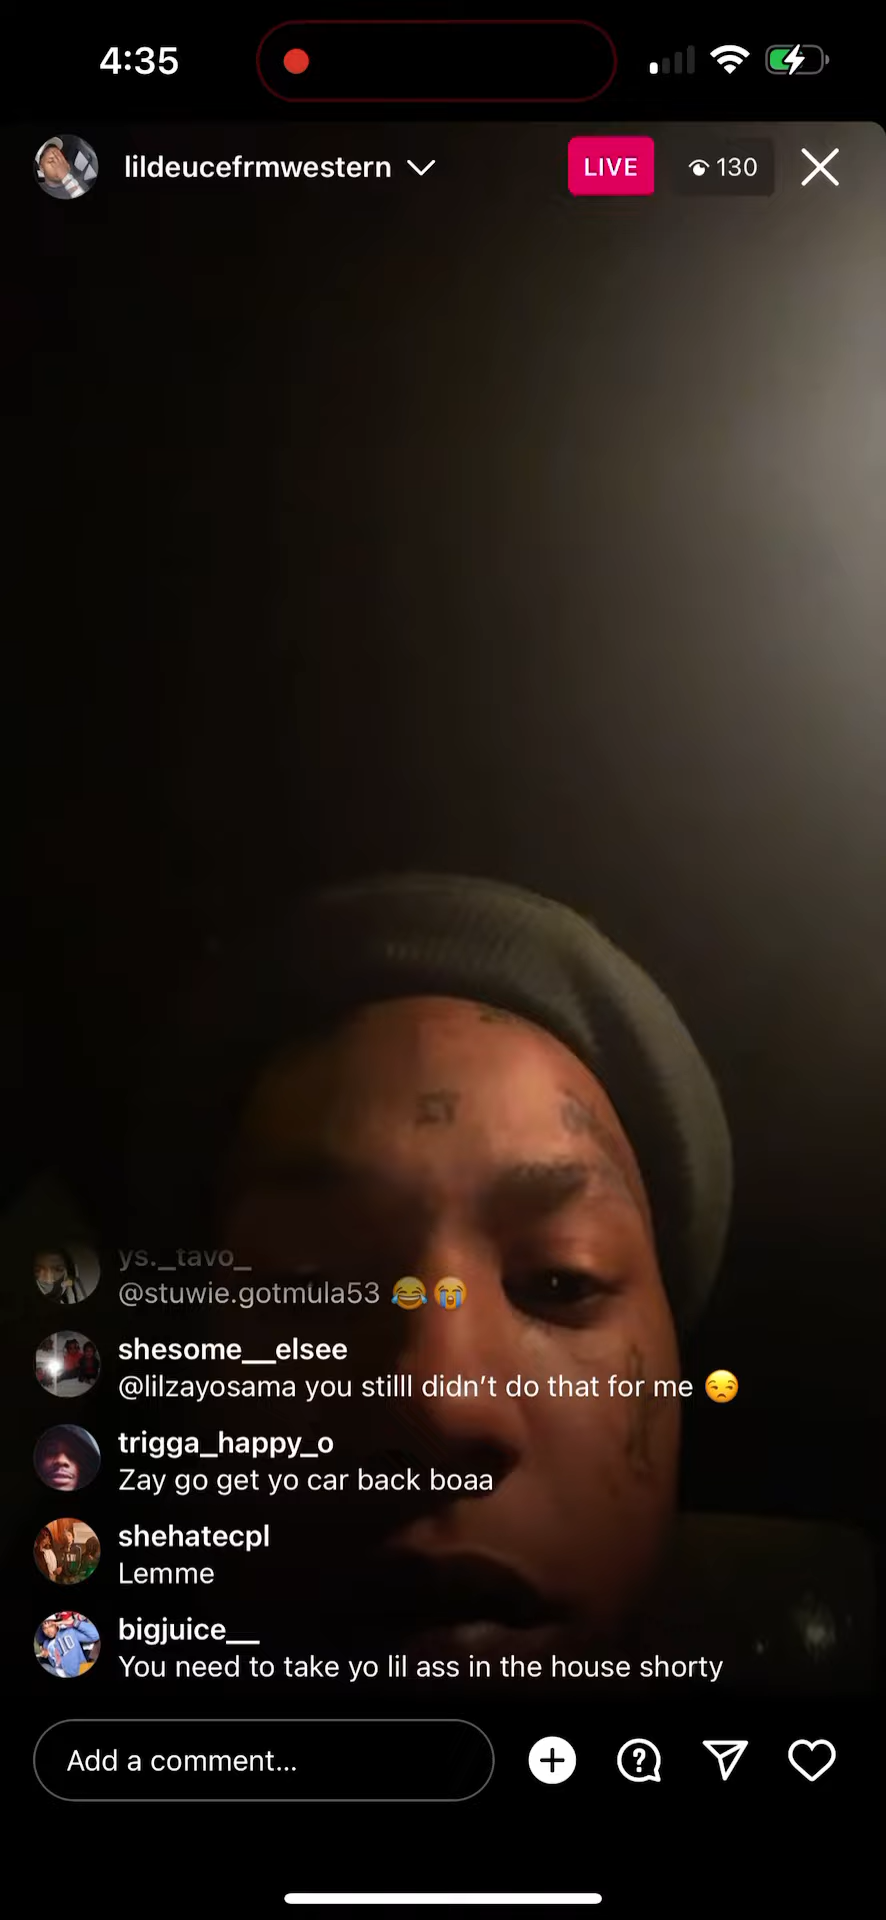 4:35
lildeucefrmwestern
LIVE
130
ys._tavo_
@stuwie.gotmula53 😂😭
shesome__elsee
@lilzayosama you stilll didn’t do that for me 😒
trigga_happy_o
Zay go get yo car back boaa
shehatecpl
Lemme
bigjuice__
You need to take yo lil ass in the house shorty
Add a comment...